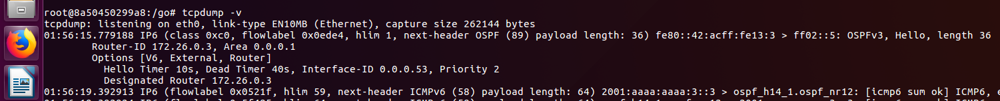 root@8a50450299a8:/go# tcpdump -v
tcpdump: listening on eth0, link-type EN10MB (Ethernet), capture size 262144 bytes
01:56:15.779188 IP6 (class 0xc0, flowlabel 0x0ede4, hlim 1, next-header OSPF (89) payload length: 36) fe80::42:acff:fe13:3 > ff02::5: OSPFv3, Hello, length 36
Router-ID 172.26.0.3, Area 0.0.0.1
Options [V6, External, Router]
Hello Timer 10s, Dead Timer 40s, Interface-ID 0.0.0.53, Priority 2
Designated Router 172.26.0.3
01:56:19.392913 IP6 (flowlabel 0x0521f, hlim 59, next-header ICMPv6 (58) payload length: 64) 2001:aaaa:aaaa:3::3 > ospf_h14_1.ospf_nr12: [icmp6 sum ok] ICMP6,